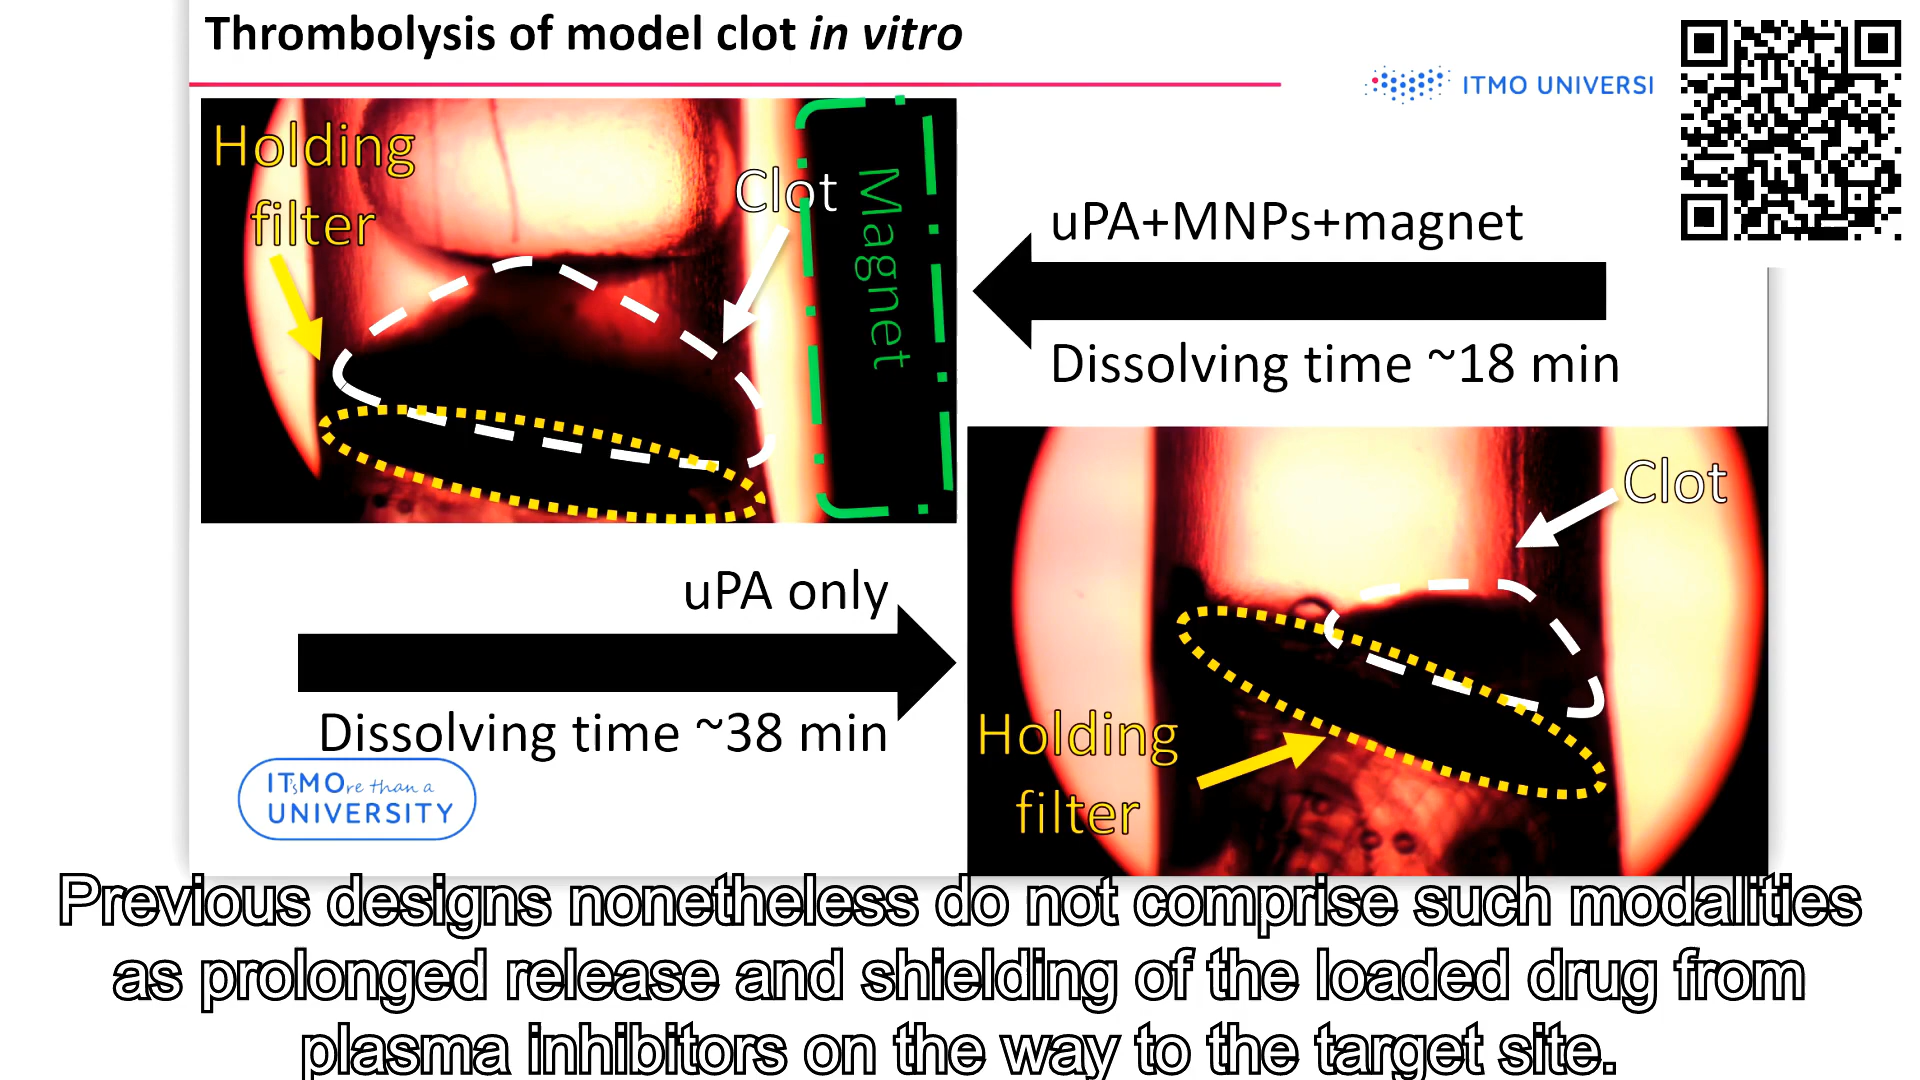 Thrombolysis of model clot in vitro
ITMO UNIVERSI
Holding
filter
Clot
Magnet
uPA+MNPs+magnet
Dissolving time ~18 min
uPA only
Dissolving time ~38 min
Clot
Holding
filter
ITsMOre than a
UNIVERSITY
Previous designs nonetheless do not comprise such modalities
as prolonged release and shielding of the loaded drug from
plasma inhibitors on the way to the target site.